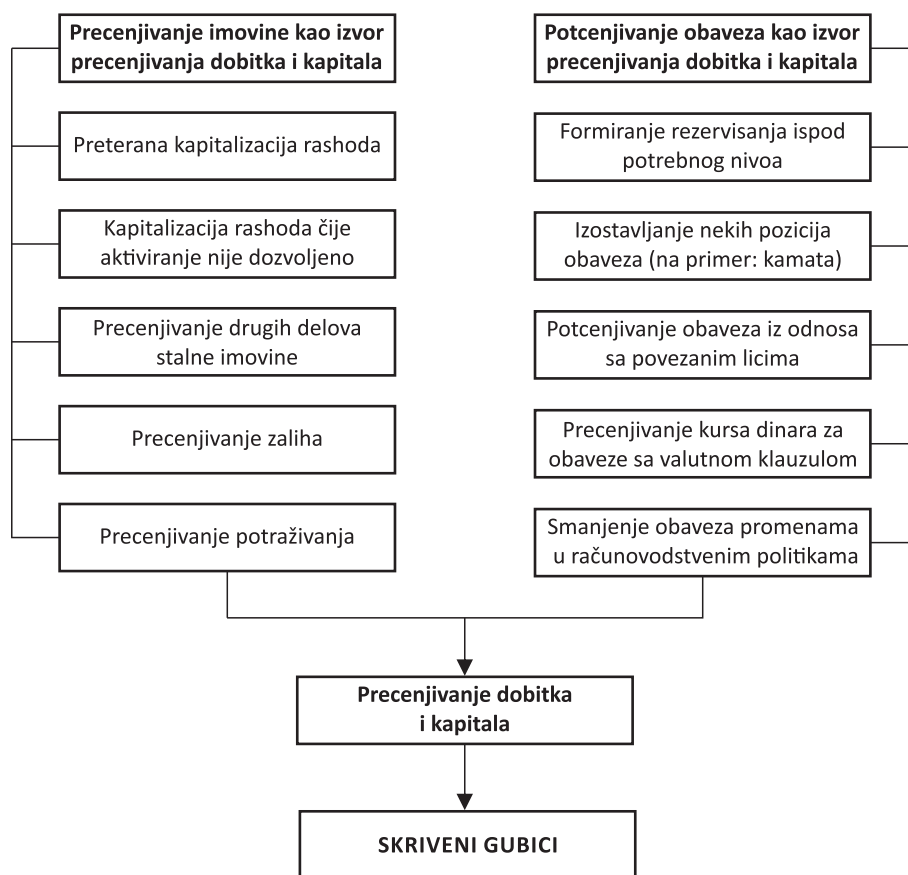 Precenjivanje imovine kao izvor
precenjivanja dobitka i kapitala
Preterana kapitalizacija rashoda
Kapitalizacija rashoda čije
aktiviranje nije dozvoljeno
Precenjivanje drugih delova
stalne imovine
Precenjivanje zaliha
Precenjivanje potraživanja
Potcenjivanje obaveza kao izvor
precenjivanja dobitka i kapitala
Formiranje rezervisanja ispod
potrebnog nivoa
Izostavljanje nekih pozicija
obaveza (na primer: kamata)
Potcenjivanje obaveza iz odnosa
sa povezanim licima
Precenjivanje kursa dinara za
obaveze sa valutnom klauzulom
Smanjenje obaveza promenama
u računovodstvenim politikama
Precenjivanje dobitka
i kapitala
SKRIVENI GUBICI